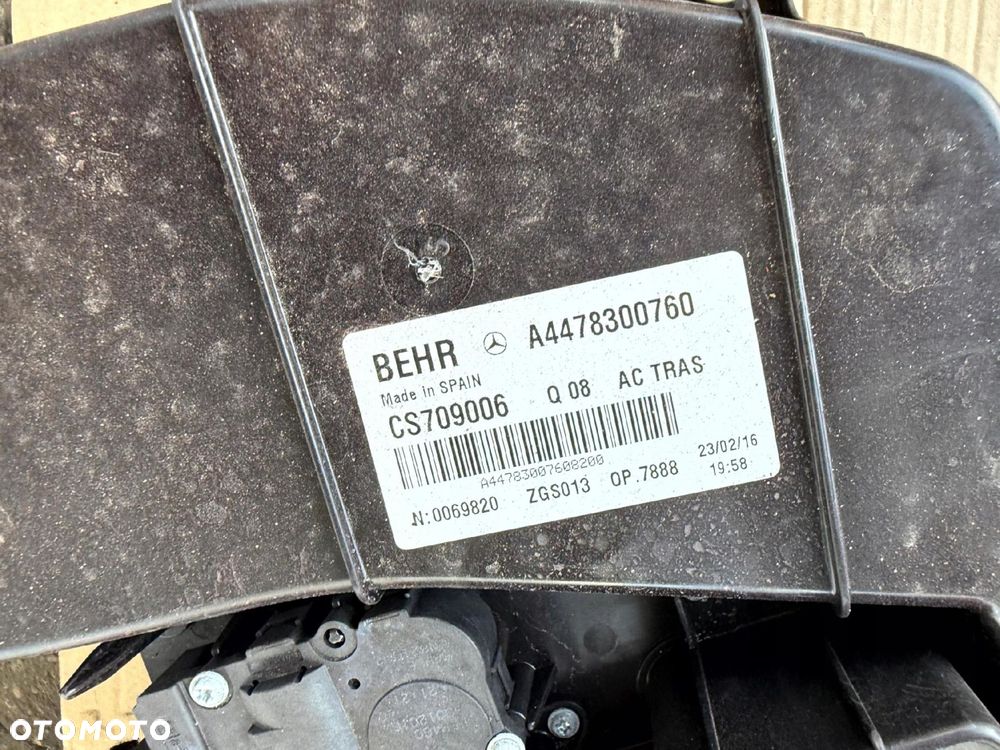 BEHR A4478300760
Made in SPAIN
CS709006 Q 08 AC TRAS
A44783007608200
23/02/16
N:0069820 ZGS013 OP.7888 19:58
OTOMOTO